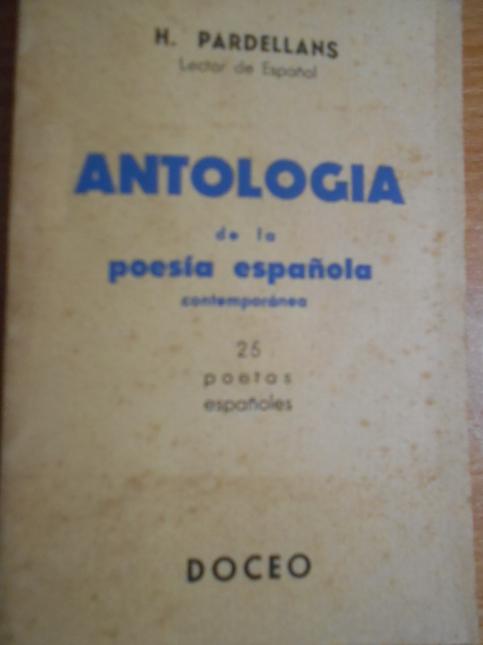 H. PARDELLANS
Lector de Español
ANTOLOGIA
de la
poesía española
contemporánea
25
poetas
españoles
DOCEO